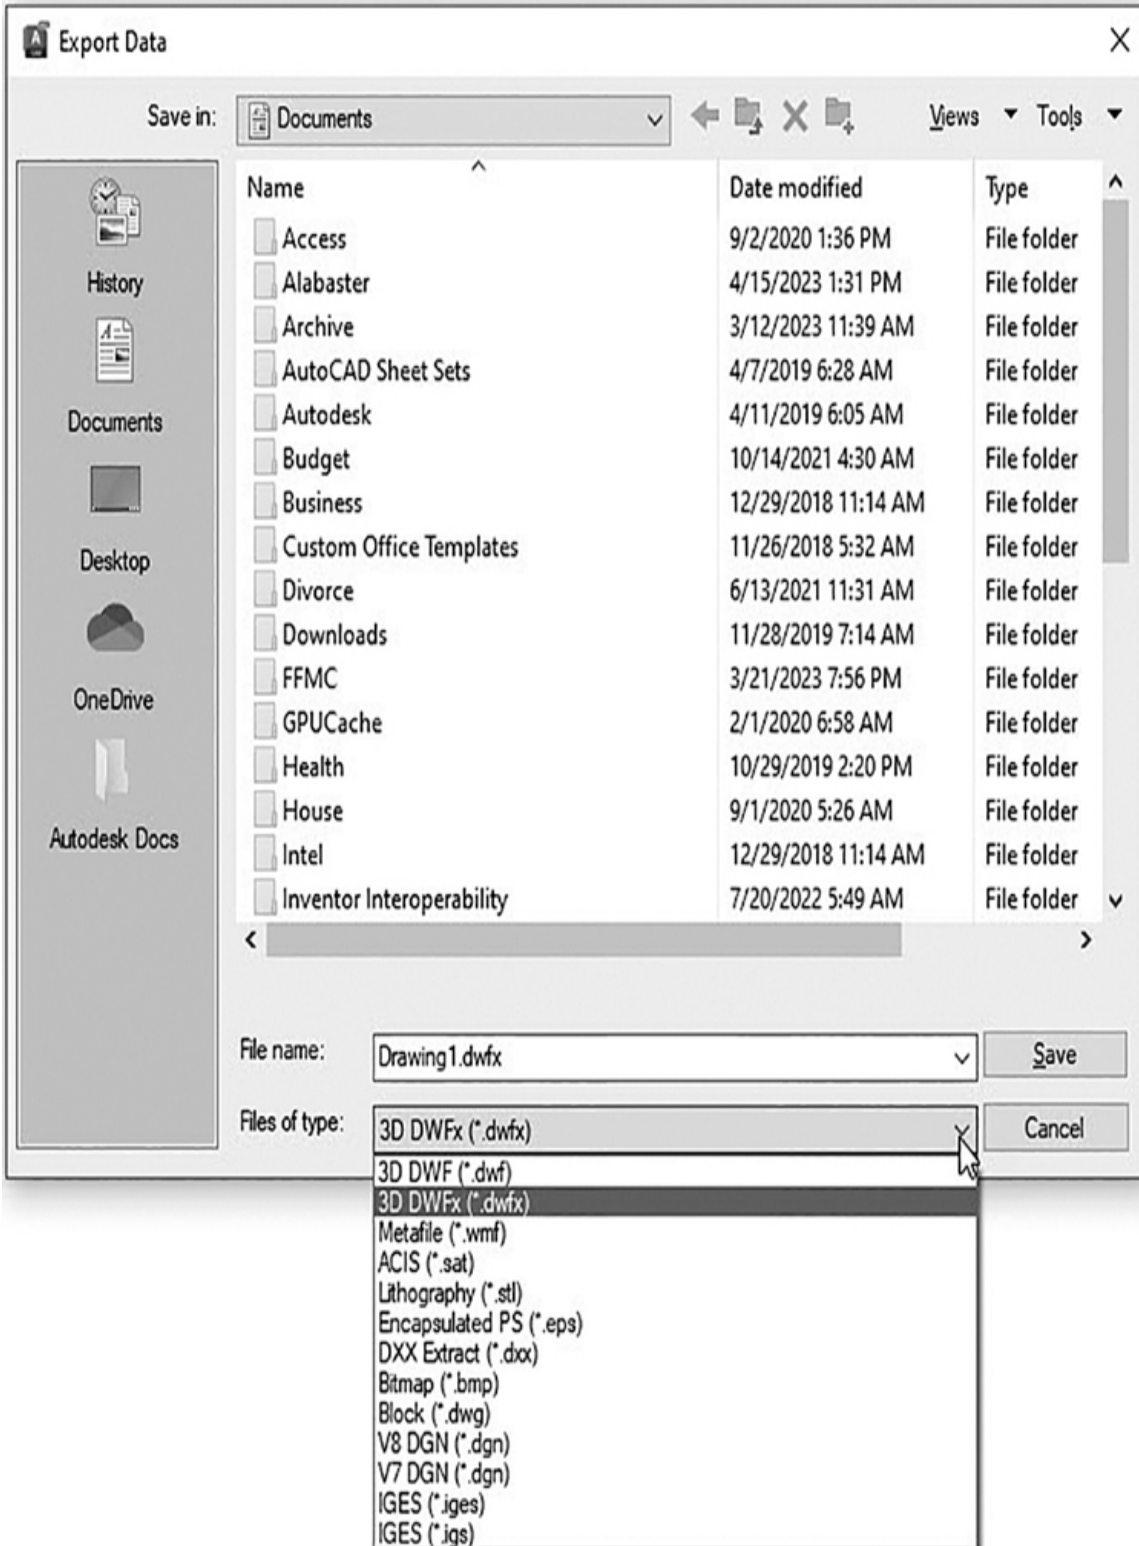 Export Data
Save in: Documents Views Tools
Name Date modified Type
Access 9/2/2020 1:36 PM File folder
History Alabaster 4/15/2023 1:31 PM File folder
Archive 3/12/2023 11:39 AM File folder
AutoCAD Sheet Sets 4/7/2019 6:28 AM File folder
Documents Autodesk 4/11/2019 6:05 AM File folder
Budget 10/14/2021 4:30 AM File folder
Business 12/29/2018 11:14 AM File folder
Desktop Custom Office Templates 11/26/2018 5:32 AM File folder
Divorce 6/13/2021 11:31 AM File folder
Downloads 11/28/2019 7:14 AM File folder
OneDrive FFMC 3/21/2023 7:56 PM File folder
GPUCache 2/1/2020 6:58 AM File folder
Health 10/29/2019 2:20 PM File folder
House 9/1/2020 5:26 AM File folder
Autodesk Docs Intel 12/29/2018 11:14 AM File folder
Inventor Interoperability 7/20/2022 5:49 AM File folder
File name: Drawing1.dwfx Save
Files of type: 3D DWFx (*.dwfx) Cancel
3D DWF (*.dwf)
3D DWFx (*.dwfx)
Metafile (*.wmf)
ACIS (*.sat)
Lithography (*.stl)
Encapsulated PS (*.eps)
DXX Extract (*.dxx)
Bitmap (*.bmp)
Block (*.dwg)
V8 DGN (*.dgn)
V7 DGN (*.dgn)
IGES (*.iges)
IGES (*.igs)